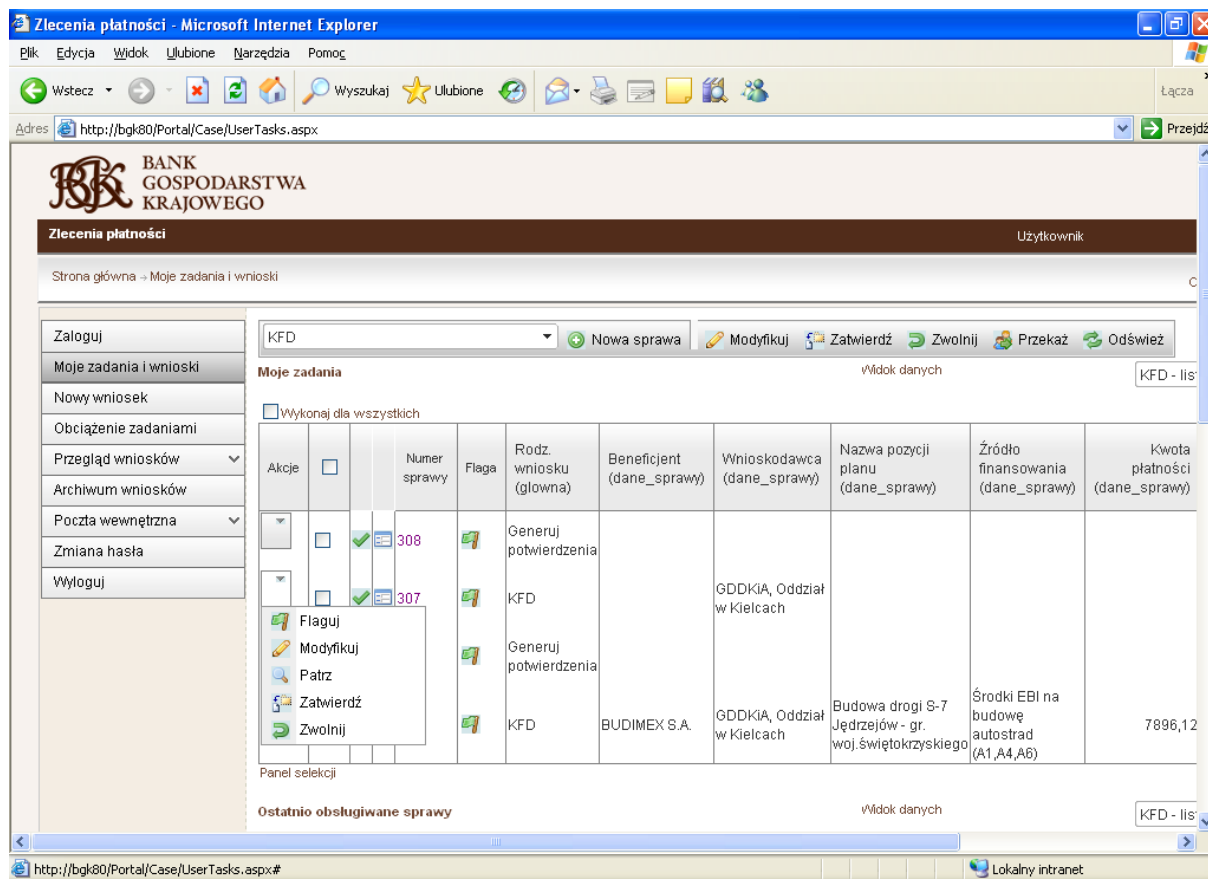 Zlecenia płatności - Microsoft Internet Explorer
Plik Edycja Widok Ulubione Narzędzia Pomoc
Wstecz Wyszukaj Ulubione Łącza
Adres http://bgk80/Portal/Case/UserTasks.aspx Przejdź
BGK BANK
GOSPODARSTWA
KRAJOWEGO
Zlecenia płatności Użytkownik
Strona główna → Moje zadania i wnioski
Zaloguj
Moje zadania i wnioski
Nowy wniosek
Obciążenie zadaniami
Przegląd wniosków
Archiwum wniosków
Poczta wewnętrzna
Zmiana hasła
Wyloguj
KFD Nowa sprawa Modyfikuj Zatwierdź Zwolnij Przekaż Odśwież
Moje zadania Widok danych KFD - lis
Wykonaj dla wszystkich
Akcje Numer sprawy Flaga Rodz. wniosku (glowna) Beneficjent (dane_sprawy) Wnioskodawca (dane_sprawy) Nazwa pozycji planu (dane_sprawy) Źródło finansowania (dane_sprawy) Kwota płatności (dane_sprawy)
308 Generuj potwierdzenia
307 KFD GDDKiA, Oddział w Kielcach
Generuj potwierdzenia
KFD BUDIMEX S.A. GDDKiA, Oddział w Kielcach Budowa drogi S-7 Jędrzejów - gr. woj.świętokrzyskiego Środki EBI na budowę autostrad (A1,A4,A6) 7896,12
Flaguj
Modyfikuj
Patrz
Zatwierdź
Zwolnij
Panel selekcji
Ostatnio obsługiwane sprawy Widok danych KFD - lis
http://bgk80/Portal/Case/UserTasks.aspx# Lokalny intranet